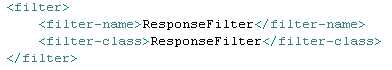 <filter>
    <filter-name>ResponseFilter</filter-name>
    <filter-class>ResponseFilter</filter-class>
</filter>